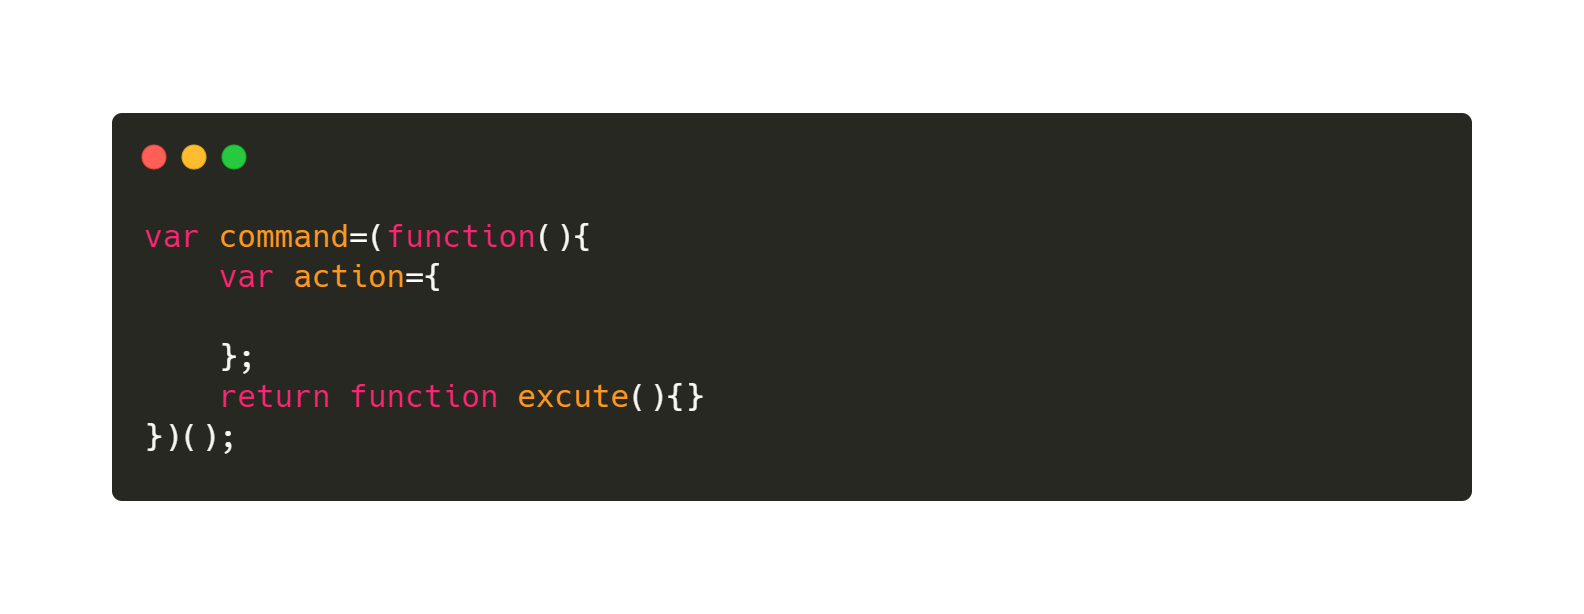 var command=(function(){
    var action={

    };
    return function excute(){}
})();